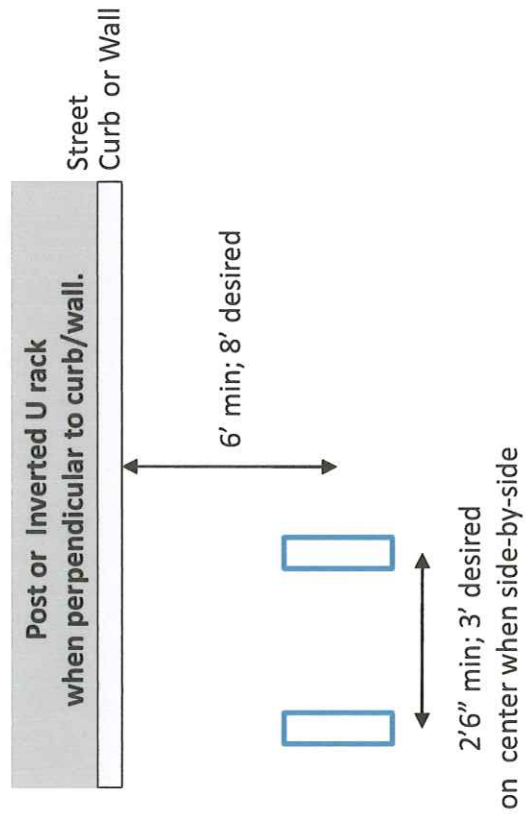 Post or Inverted U rack
when perpendicular to curb/wall.
Street
Curb or Wall
6' min; 8' desired
2'6" min; 3' desired
on center when side-by-side